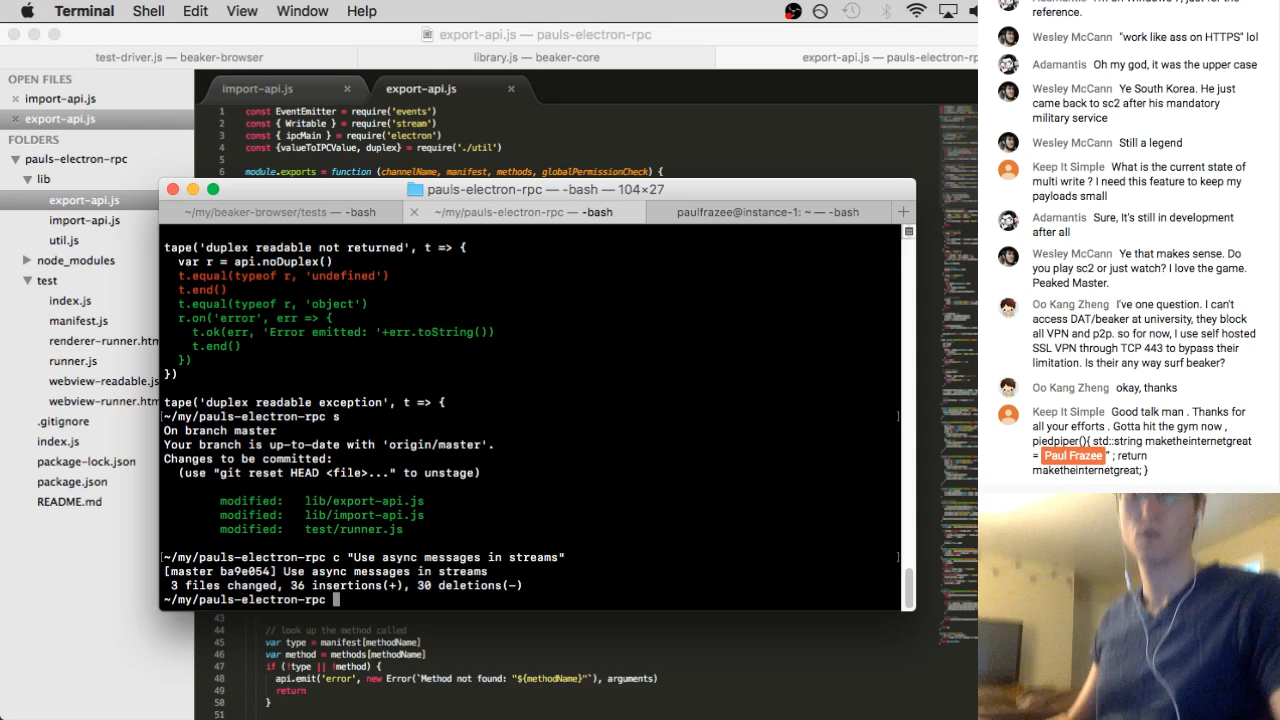 Terminal Shell Edit View Window Help
export-api.js — pauls-electron-rpc
test-driver.js — beaker-browser
library.js — beaker-core
export-api.js — pauls-electron-rpc
OPEN FILES
import-api.js
export-api.js
FOLDERS
pauls-electron-rpc
lib
export-api.js
import-api.js
util.js
node_modules
test
index.js
manifest.js
renderer-runner.htm
runner.js
webview-readable.js
webview-runner.htm
.gitignore
index.js
package-lock.json
package.json
README.md
import-api.js
export-api.js
1 const EventEmitter = require('events')
2 const { Writable } = require('stream')
3 const { ipcMain } = require('electron')
4 const {valueToIPCValue, duplex} = require('./util')
5
6 module.exports = function (channelName, manifest, methods, globalPermissionCheck) {
pauls-electron-rpc — -bash — 104×27
~/my/beaker-browser/tests — -bash
~/my/pauls-electron-rpc — -bash
paulfrazee@instance-1: ~ — -bash
tape('duplex readable not returned', t => {
var r = api.noDuplex()
t.equal(typeof r, 'undefined')
t.end()
t.equal(typeof r, 'object')
r.on('error', err => {
t.ok(err, 'Error emitted: '+err.toString())
t.end()
})
})
tape('duplex readable exception', t => {
~/my/pauls-electron-rpc s
On branch master
Your branch is up-to-date with 'origin/master'.
Changes to be committed:
(use "git reset HEAD <file>..." to unstage)
modified: lib/export-api.js
modified: lib/import-api.js
modified: test/runner.js
~/my/pauls-electron-rpc c "Use async messages in streams"
[master ba99054] Use async messages in streams
3 files changed, 36 insertions(+), 30 deletions(-)
~/my/pauls-electron-rpc
43
44 // look up the method called
45 var type = manifest[methodName]
46 var method = methods[methodName]
47 if (!type || !method) {
48 api.emit('error', new Error(`Method not found: "${methodName}"`), arguments)
49 return
50 }
51
reference.
Wesley McCann "work like ass on HTTPS" lol
Adamantis Oh my god, it was the upper case
Wesley McCann Ye South Korea. He just
came back to sc2 after his mandatory
military service
Wesley McCann Still a legend
Keep It Simple What is the current state of
multi write ? I need this feature to keep my
payloads small
Adamantis Sure, It's still in development
after all
Wesley McCann Ye that makes sense. Do
you play sc2 or just watch? I love the game.
Peaked Master.
Oo Kang Zheng I've one question. I can't
access DAT/beaker at university, they block
all VPN and p2p. so for now, I use self hosted
SSL VPN through TCP 443 to bypass their
limitation. Is their any way surf beaker?
Oo Kang Zheng okay, thanks
Keep It Simple Good talk man . Thanks for
all your efforts . Gotta hit the gym now ,
piedpiper(){ std::string maketheinternetgreat
= Paul Frazee" ; return
maketheinternetgreat; }